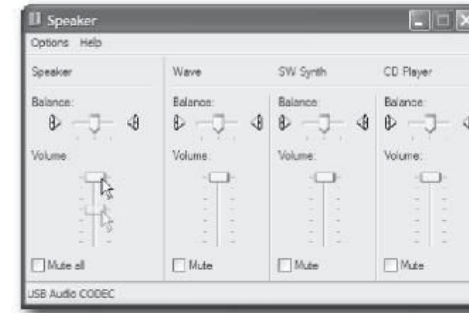 Speaker
Options Help
Speaker Wave SW Synth CD Player
Balance: Balance: Balance: Balance:
Volume: Volume: Volume: Volume:
Mute all Mute Mute Mute
USB Audio CODEC